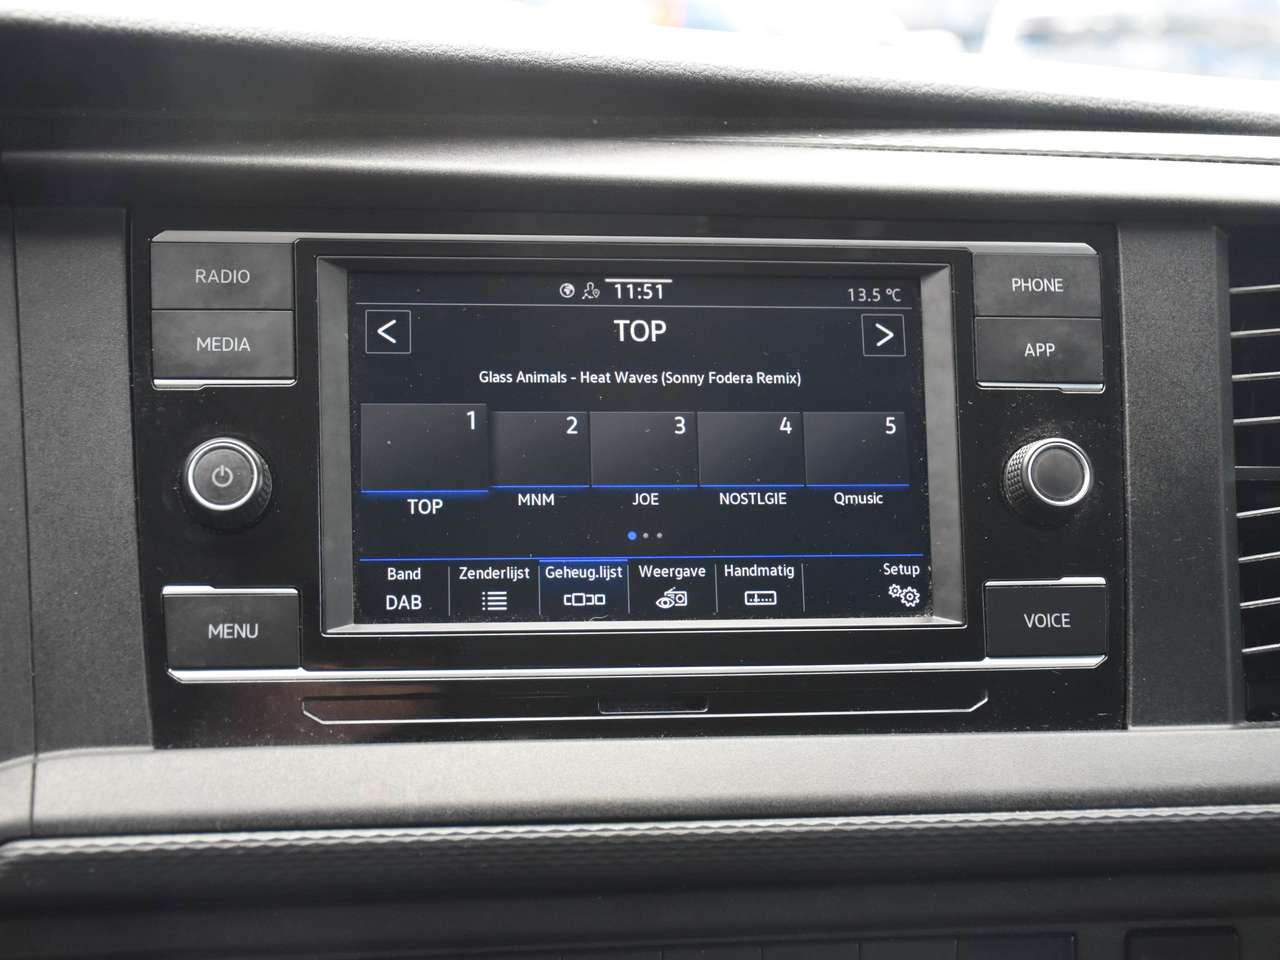 RADIO
MEDIA
MENU
11:51
13.5 °C
<
TOP
>
Glass Animals - Heat Waves (Sonny Fodera Remix)
1
2
3
4
5
TOP
MNM
JOE
NOSTLGIE
Qmusic
Band
DAB
Zenderlijst
Geheug.lijst
Weergave
Handmatig
Setup
PHONE
APP
VOICE